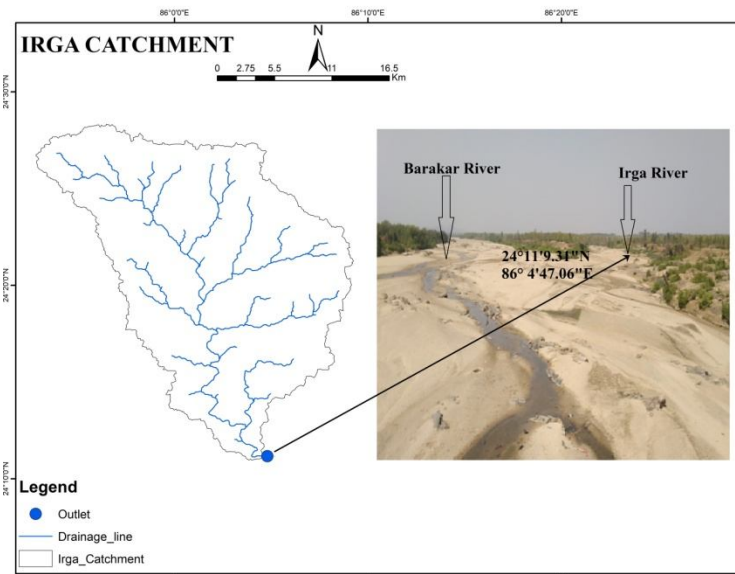 86°0'0"E
86°10'0"E
86°20'0"E
IRGA CATCHMENT
N
0 2.75 5.5 11 16.5
Km
24°30'0"N
24°20'0"N
24°10'0"N
Barakar River
Irga River
24°11'9.31"N
86° 4'47.06"E
Legend
Outlet
Drainage_line
Irga_Catchment